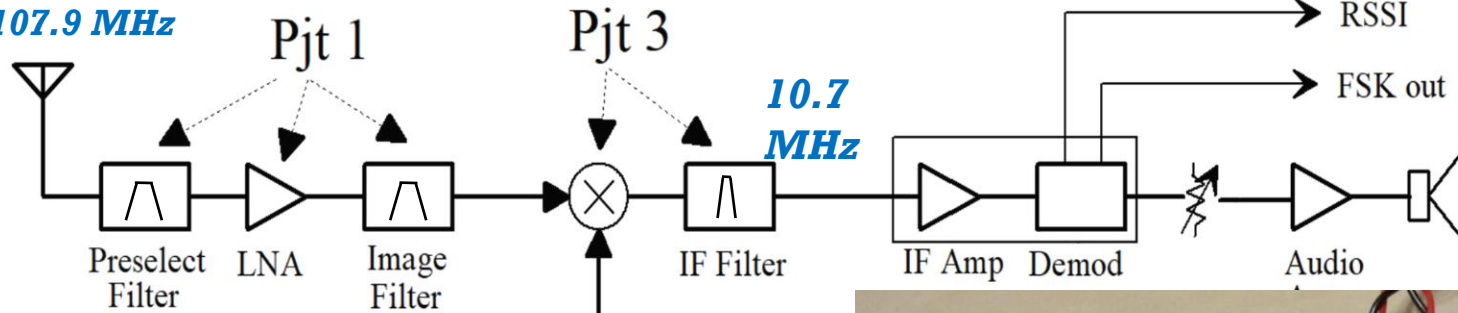 107.9 MHz
Pjt 1
Pjt 3
10.7
MHz
RSSI
FSK out
Preselect
Filter
LNA
Image
Filter
IF Filter
IF Amp
Demod
Audio